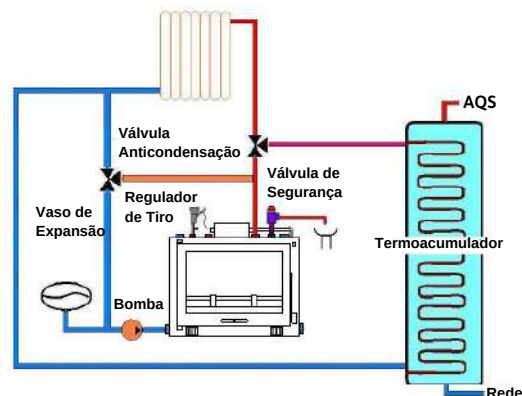 AQS
Válvula
Anticondensação
Válvula de
Segurança
Regulador
de Tiro
Vaso de
Expansão
Termoacumulador
Bomba
Rede